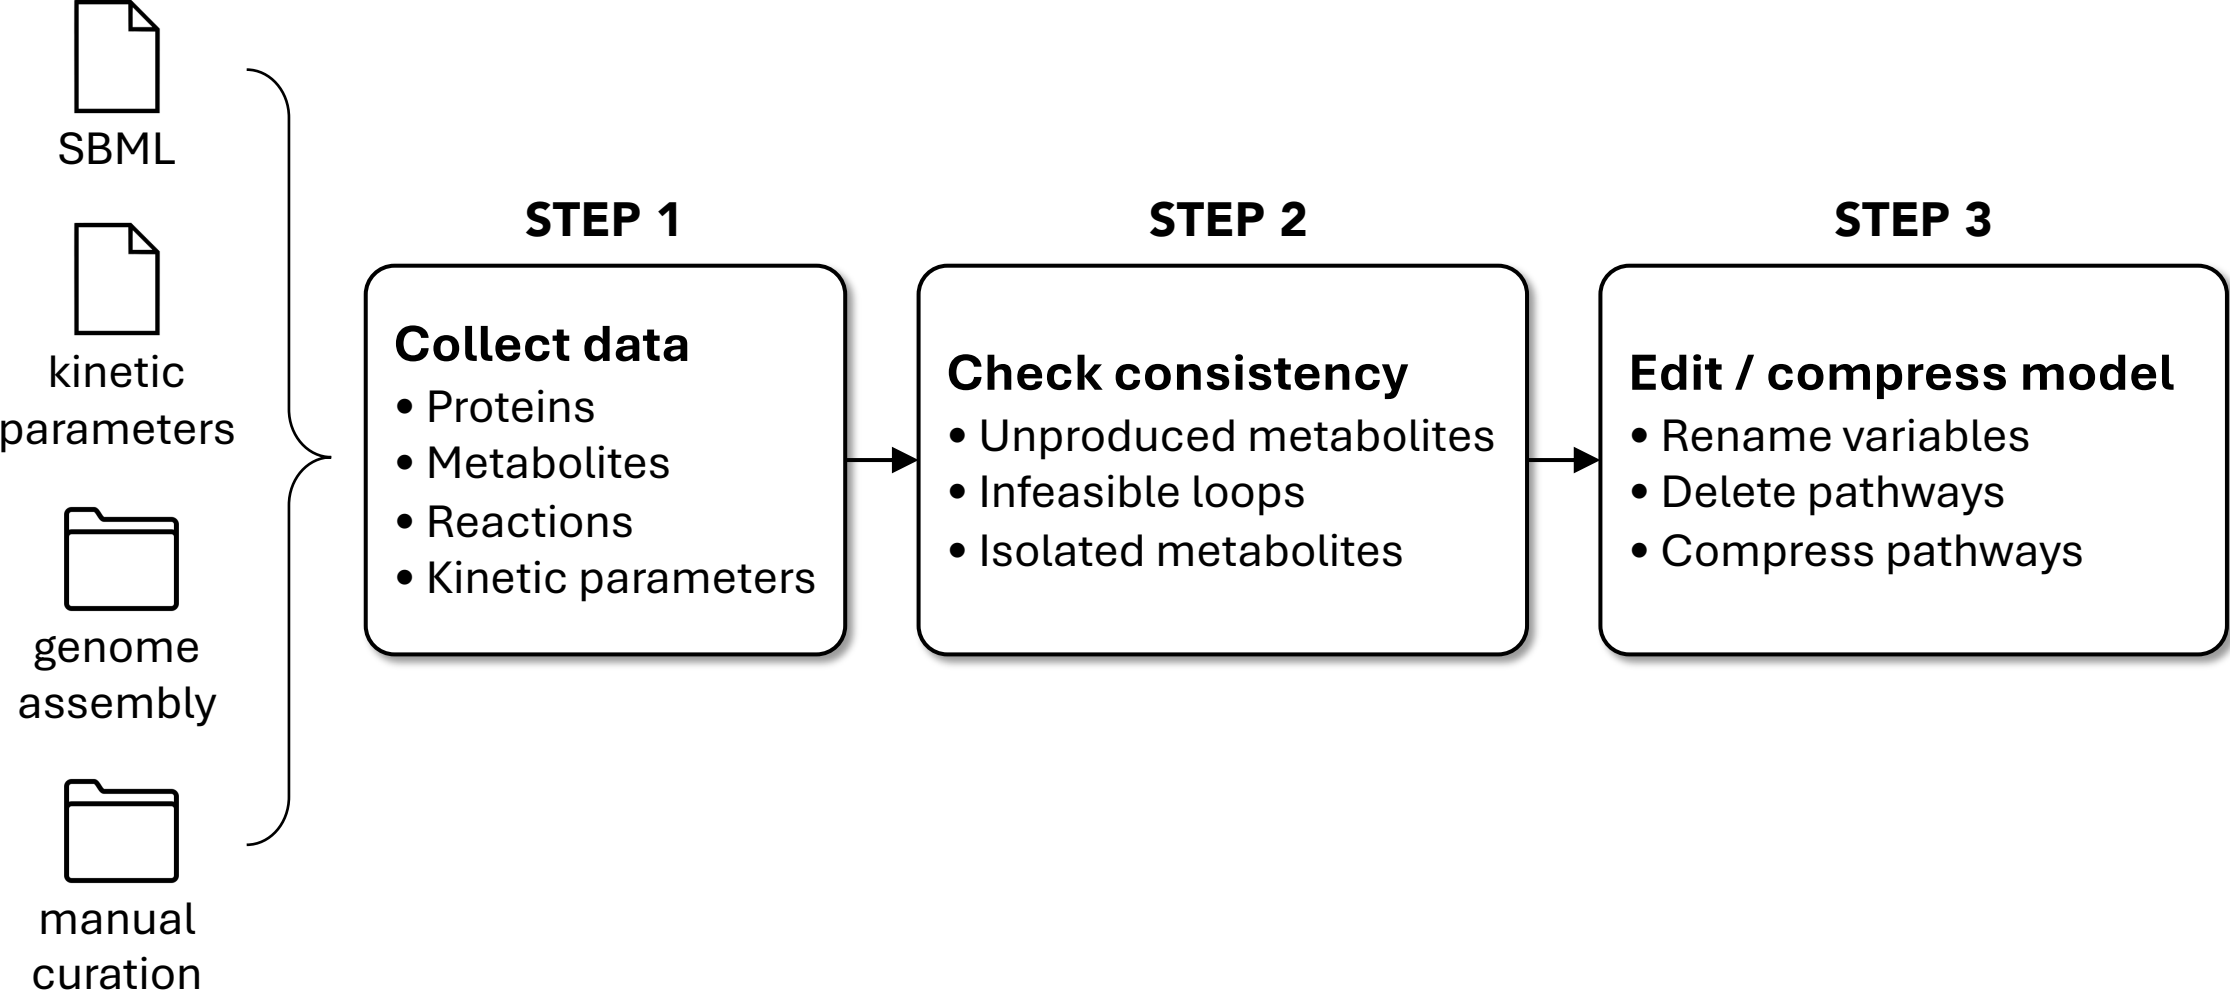 SBML
kinetic
parameters
genome
assembly
manual
curation
STEP 1
Collect data
• Proteins
• Metabolites
• Reactions
• Kinetic parameters
STEP 2
Check consistency
• Unproduced metabolites
• Infeasible loops
• Isolated metabolites
STEP 3
Edit / compress model
• Rename variables
• Delete pathways
• Compress pathways